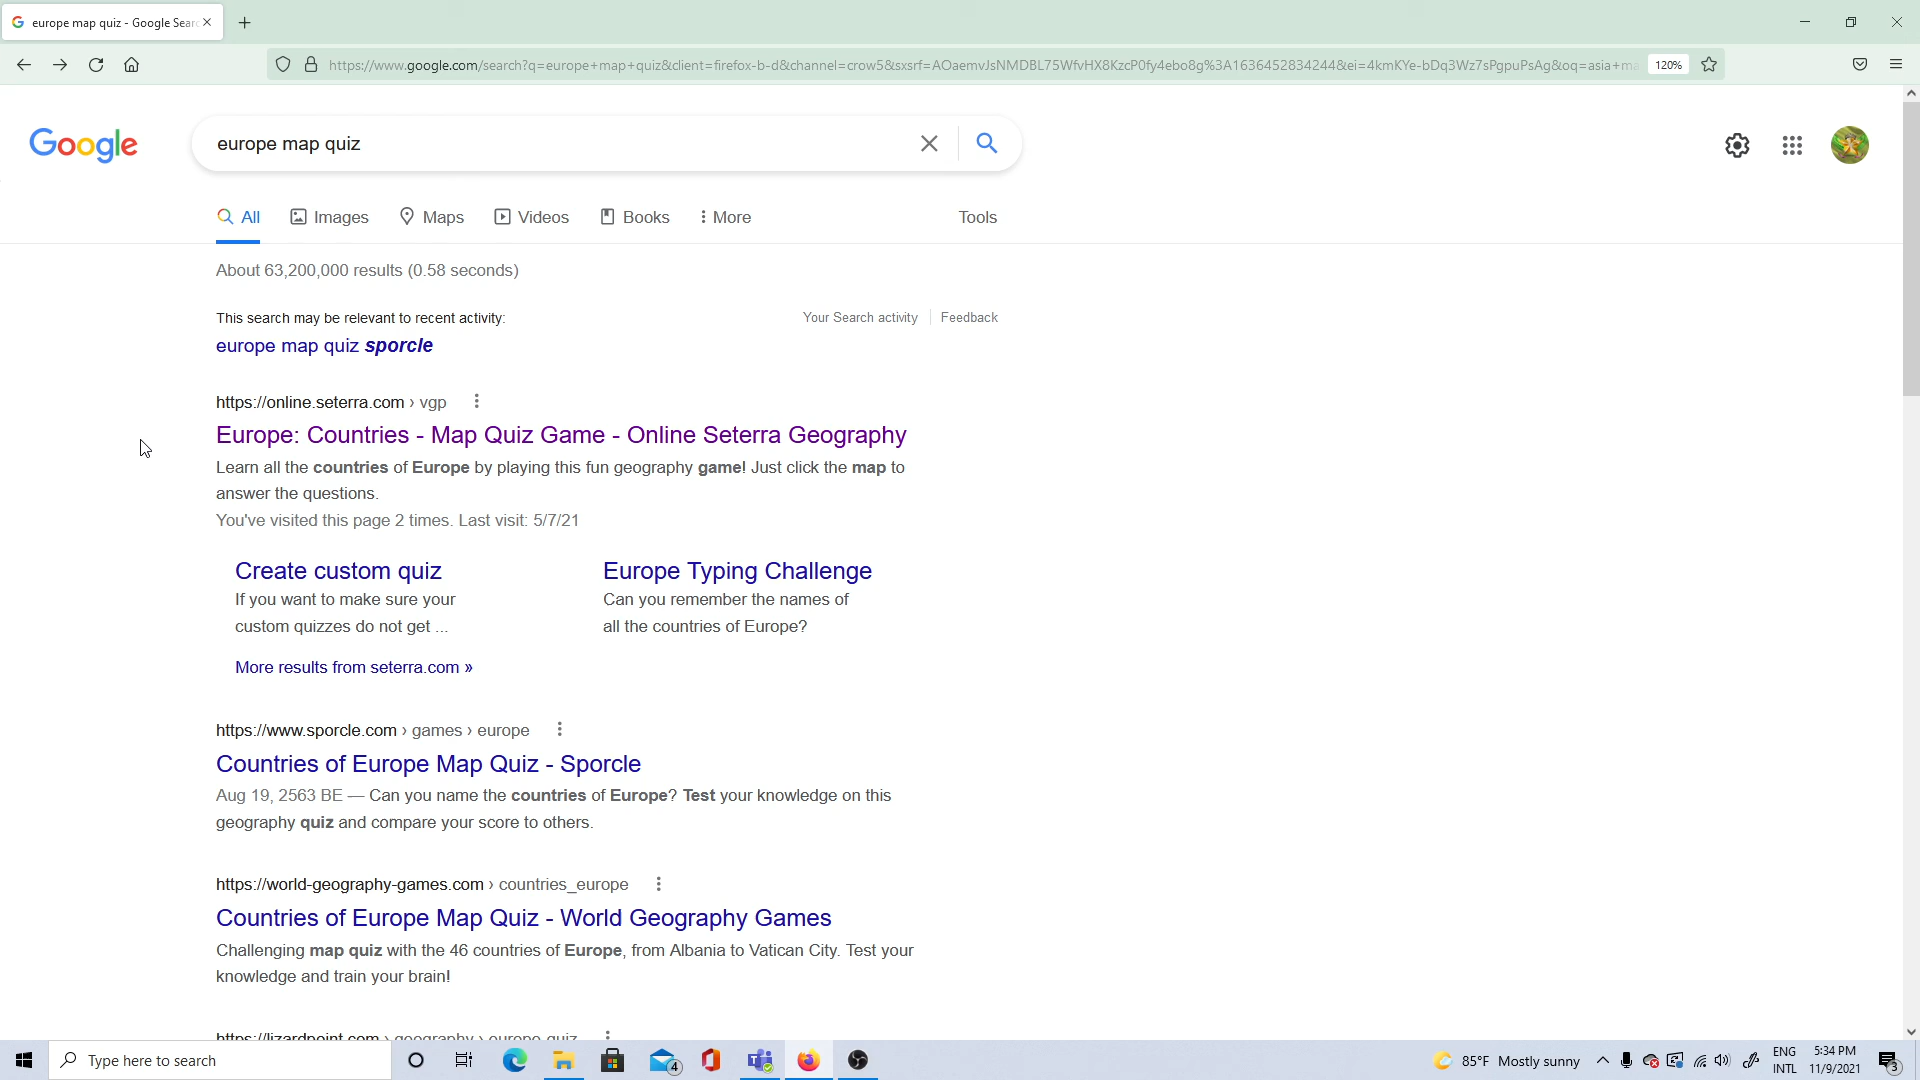 europe map quiz - Google Sear
https://www.google.com/search?q=europe+map+quiz&client=firefox-b-d&channel=crow5&sxsrf=AOaemvJsNMDBL75WfvHX8KzcP0fy4ebo8g%3A1636452834244&ei=4kmKYe-bDq3Wz7sPgpuPsAg&oq=asia+ma
120%
Google
europe map quiz
All Images Maps Videos Books More Tools
About 63,200,000 results (0.58 seconds)
This search may be relevant to recent activity: Your Search activity Feedback
europe map quiz sporcle
https://online.seterra.com › vgp
Europe: Countries - Map Quiz Game - Online Seterra Geography
Learn all the countries of Europe by playing this fun geography game! Just click the map to
answer the questions.
You've visited this page 2 times. Last visit: 5/7/21
Create custom quiz
If you want to make sure your
custom quizzes do not get ...
Europe Typing Challenge
Can you remember the names of
all the countries of Europe?
More results from seterra.com »
https://www.sporcle.com › games › europe
Countries of Europe Map Quiz - Sporcle
Aug 19, 2563 BE — Can you name the countries of Europe? Test your knowledge on this
geography quiz and compare your score to others.
https://world-geography-games.com › countries_europe
Countries of Europe Map Quiz - World Geography Games
Challenging map quiz with the 46 countries of Europe, from Albania to Vatican City. Test your
knowledge and train your brain!
https://lizardpoint.com › geography › europe-quiz
Type here to search
4
85°F Mostly sunny
ENG
INTL
5:34 PM
11/9/2021
3